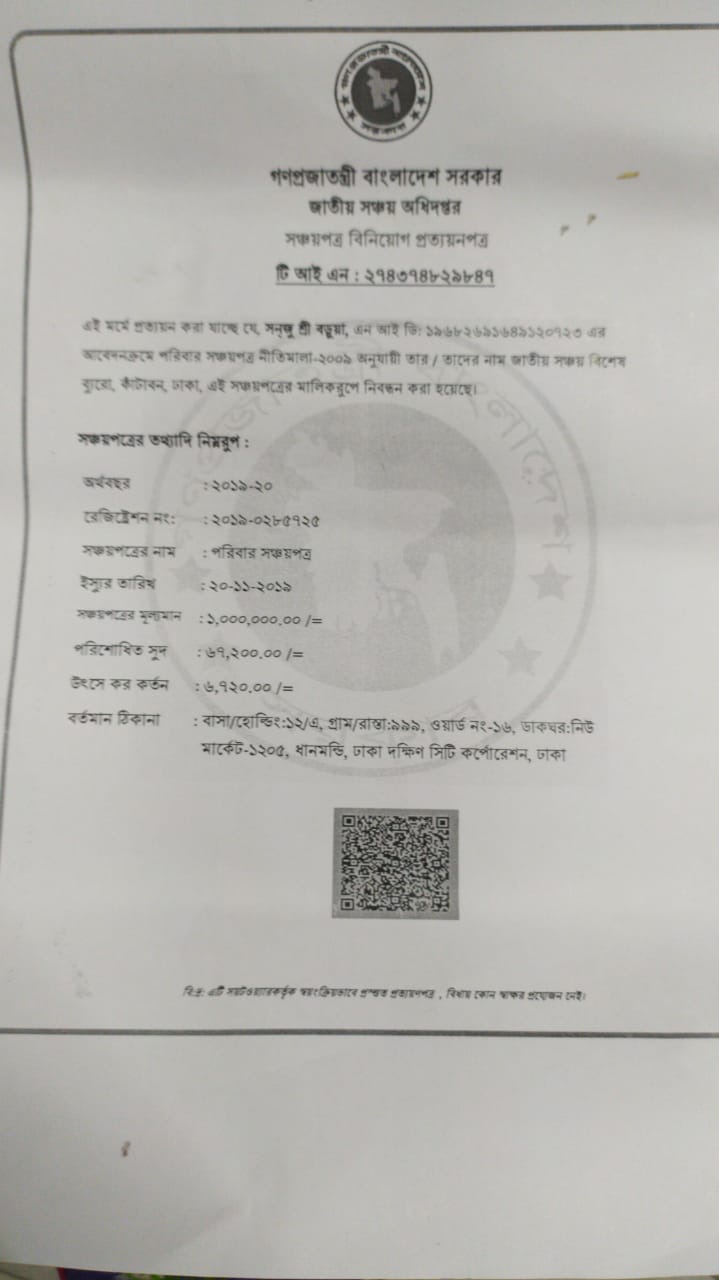 গণপ্রজাতন্ত্রী বাংলাদেশ সরকার
জাতীয় সঞ্চয় অধিদপ্তর
সঞ্চয়পত্র বিনিয়োগ প্রত্যয়নপত্র
টি আই এন : ২৭৪৩৭৪৮২৯৮৪৭
এই মর্মে প্রত্যয়ন করা যাচ্ছে যে, সনজু শ্রী বড়ুয়া, এন আই ডি: ১৯৬৮২৬৯১৬৪৯১২০৭২৩ এর
আবেদনক্রমে পরিবার সঞ্চয়পত্র নীতিমালা-২০০৯ অনুযায়ী তার / তাদের নাম জাতীয় সঞ্চয় বিশেষ
ব্যুরো, কাঁটাবন, ঢাকা, এই সঞ্চয়পত্রের মালিকরুপে নিবন্ধন করা হয়েছে।
সঞ্চয়পত্রের তথ্যাদি নিম্নরুপ :
অর্থবছর : ২০১৯-২০
রেজিষ্ট্রেশন নং: : ২০১৯-০২৮৫৭২৫
সঞ্চয়পত্রের নাম : পরিবার সঞ্চয়পত্র
ইস্যুর তারিখ : ২০-১১-২০১৯
সঞ্চয়পত্রের মূল্যমান : ১,০০০,০০০.০০ /=
পরিশোধিত সুদ : ৬৭,২০০.০০ /=
উৎসে কর কর্তন : ৬,৭২০.০০ /=
বর্তমান ঠিকানা : বাসা/হোল্ডিং:১২/এ, গ্রাম/রাস্তা:৯৯৯, ওয়ার্ড নং-১৬, ডাকঘর:নিউ
মার্কেট-১২০৫, ধানমন্ডি, ঢাকা দক্ষিণ সিটি কর্পোরেশন, ঢাকা
বি:দ্র: এটি সফটওয়্যারকর্তৃক স্বয়ংক্রিয়ভাবে প্রস্তুত প্রত্যয়নপত্র , বিধায় কোন স্বাক্ষর প্রয়োজন নেই।